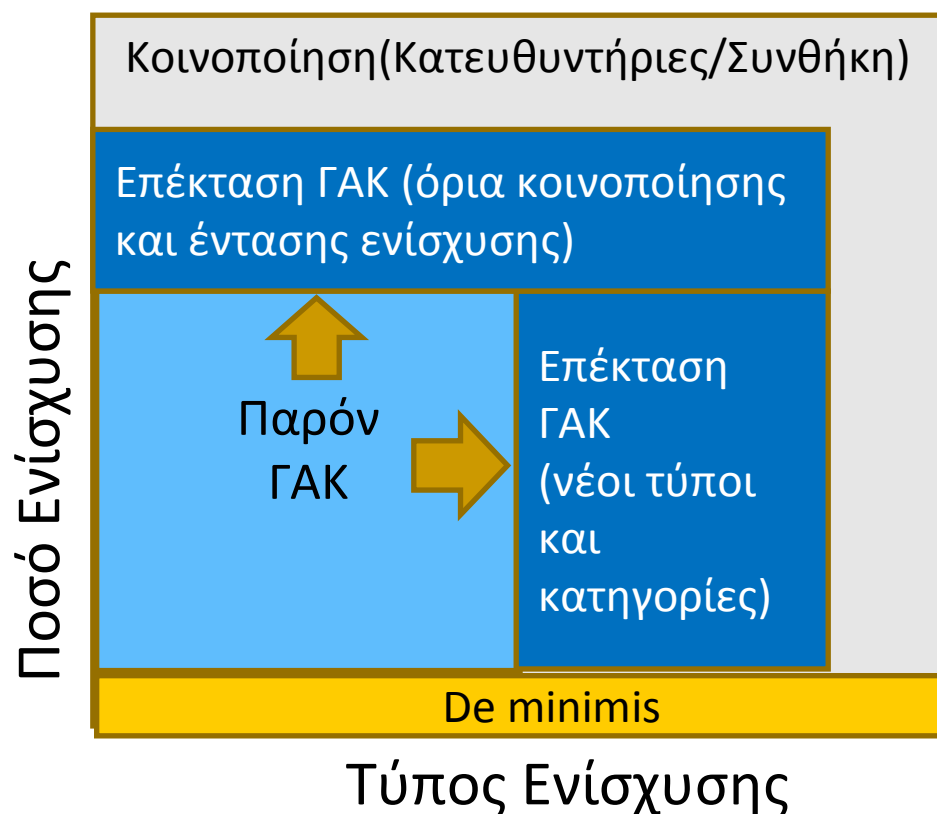 Κοινοποίηση(Κατευθυντήριες/Συνθήκη)
Επέκταση ΓΑΚ (όρια κοινοποίησης
και έντασης ενίσχυσης)
Ποσό Ενίσχυσης
Παρόν
ΓΑΚ
Επέκταση
ΓΑΚ
(νέοι τύποι
και
κατηγορίες)
De minimis
Τύπος Ενίσχυσης